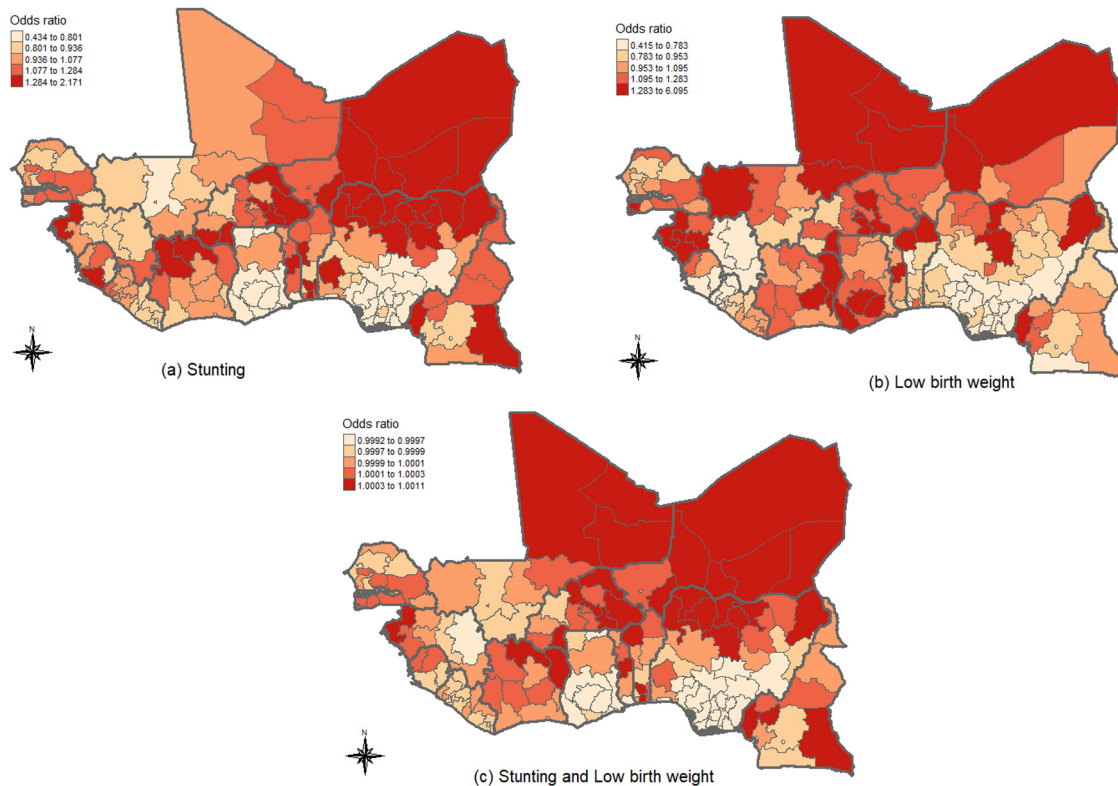 Odds ratio
0.434 to 0.801
0.801 to 0.936
0.936 to 1.077
1.077 to 1.284
1.284 to 2.171
N
(a) Stunting
Odds ratio
0.415 to 0.783
0.783 to 0.953
0.953 to 1.095
1.095 to 1.283
1.283 to 6.095
N
(b) Low birth weight
Odds ratio
0.9992 to 0.9997
0.9997 to 0.9999
0.9999 to 1.0001
1.0001 to 1.0003
1.0003 to 1.0011
N
(c) Stunting and Low birth weight